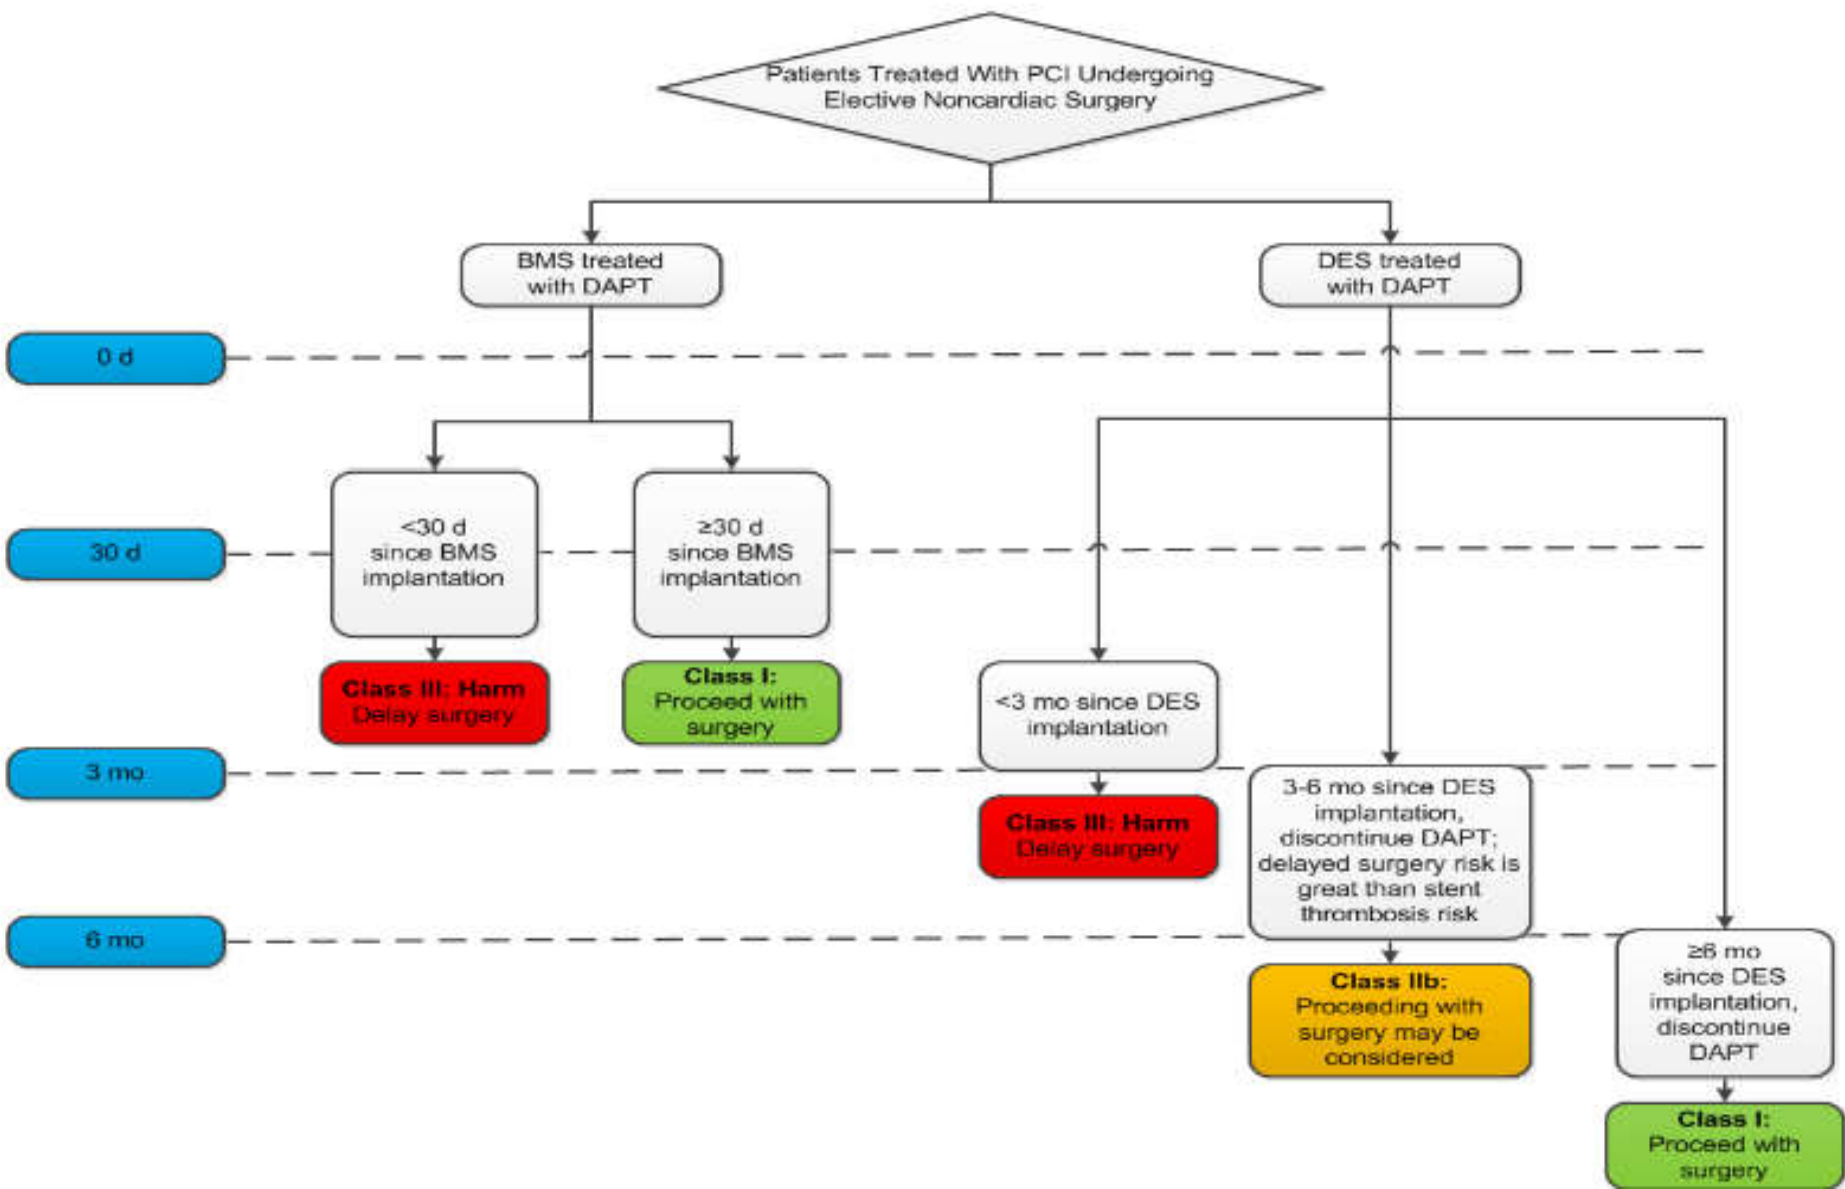 Patients Treated With PCI Undergoing
Elective Noncardiac Surgery
BMS treated
with DAPT
DES treated
with DAPT
0 d
30 d
<30 d
since BMS
implantation
≥30 d
since BMS
implantation
Class III: Harm
Delay surgery
Class I:
Proceed with
surgery
<3 mo since DES
implantation
3 mo
Class III: Harm
Delay surgery
3-6 mo since DES
implantation,
discontinue DAPT;
delayed surgery risk is
great than stent
thrombosis risk
6 mo
Class IIb:
Proceeding with
surgery may be
considered
≥6 mo
since DES
implantation,
discontinue
DAPT
Class I:
Proceed with
surgery